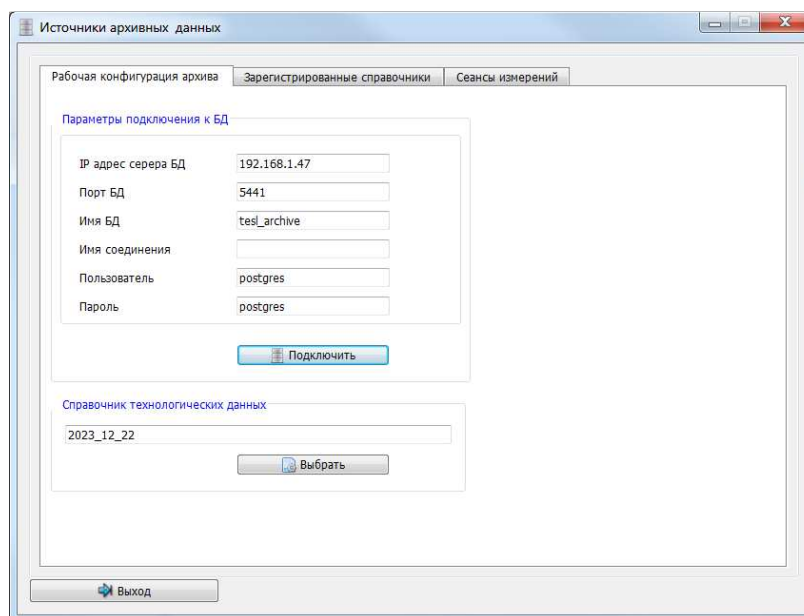 Источники архивных данных
Рабочая конфигурация архива Зарегистрированные справочники Сеансы измерений
Параметры подключения к БД
IP адрес серера БД 192.168.1.47
Порт БД 5441
Имя БД tesl_archive
Имя соединения
Пользователь postgres
Пароль postgres
Подключить
Справочник технологических данных
2023_12_22
Выбрать
Выход